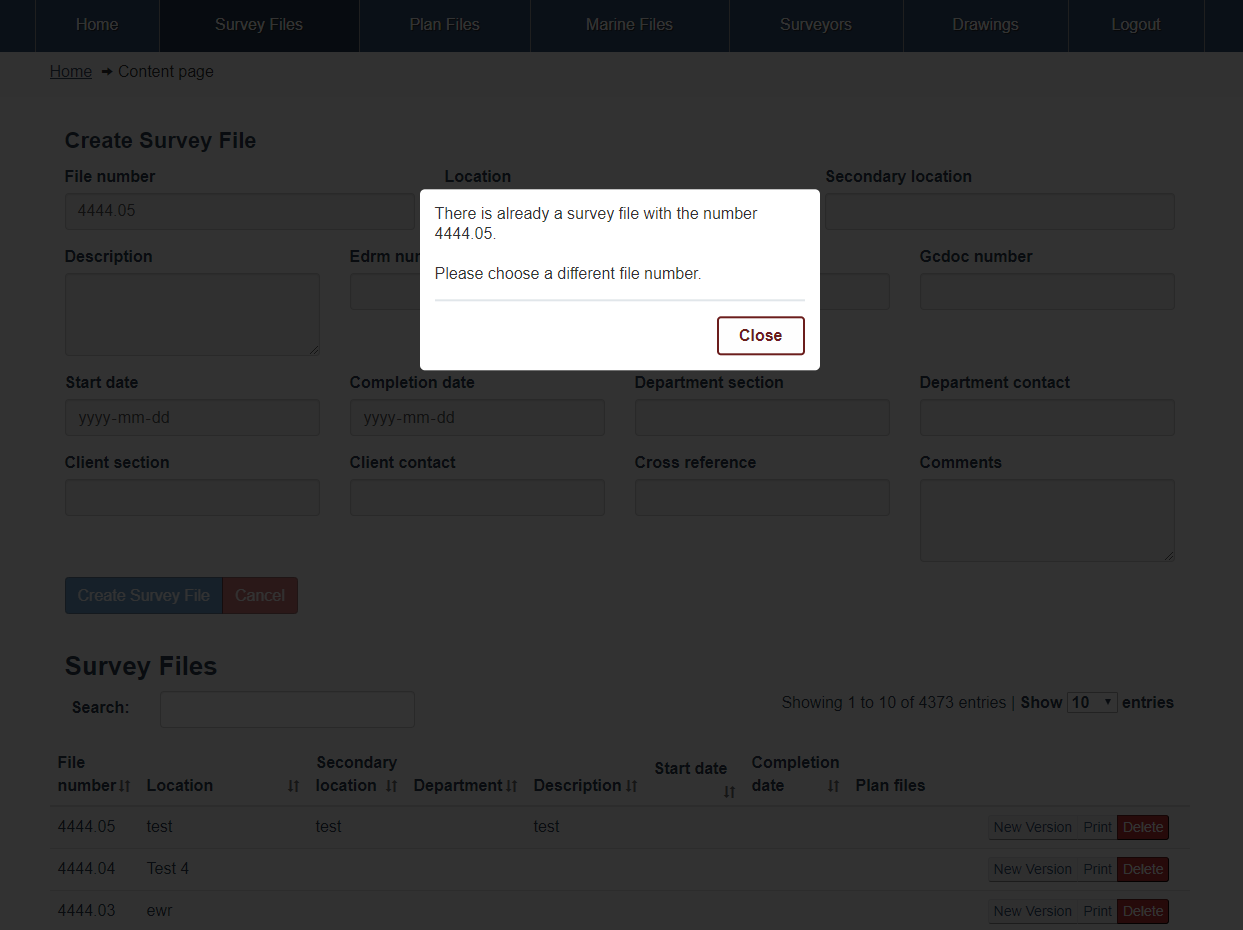 Home Survey Files Plan Files Marine Files Surveyors Drawings Logout
Home ➞ Content page
Create Survey File
File number Location Secondary location
4444.05
There is already a survey file with the number
4444.05.
Please choose a different file number.
Close
Description Edrm nur Gcdoc number
Start date Completion date Department section Department contact
yyyy-mm-dd yyyy-mm-dd
Client section Client contact Cross reference Comments
Create Survey File Cancel
Survey Files
Search: Showing 1 to 10 of 4373 entries | Show 10 entries
File Secondary Start date Completion
number Location location Department Description date Plan files
4444.05 test test test New Version Print Delete
4444.04 Test 4 New Version Print Delete
4444.03 ewr New Version Print Delete